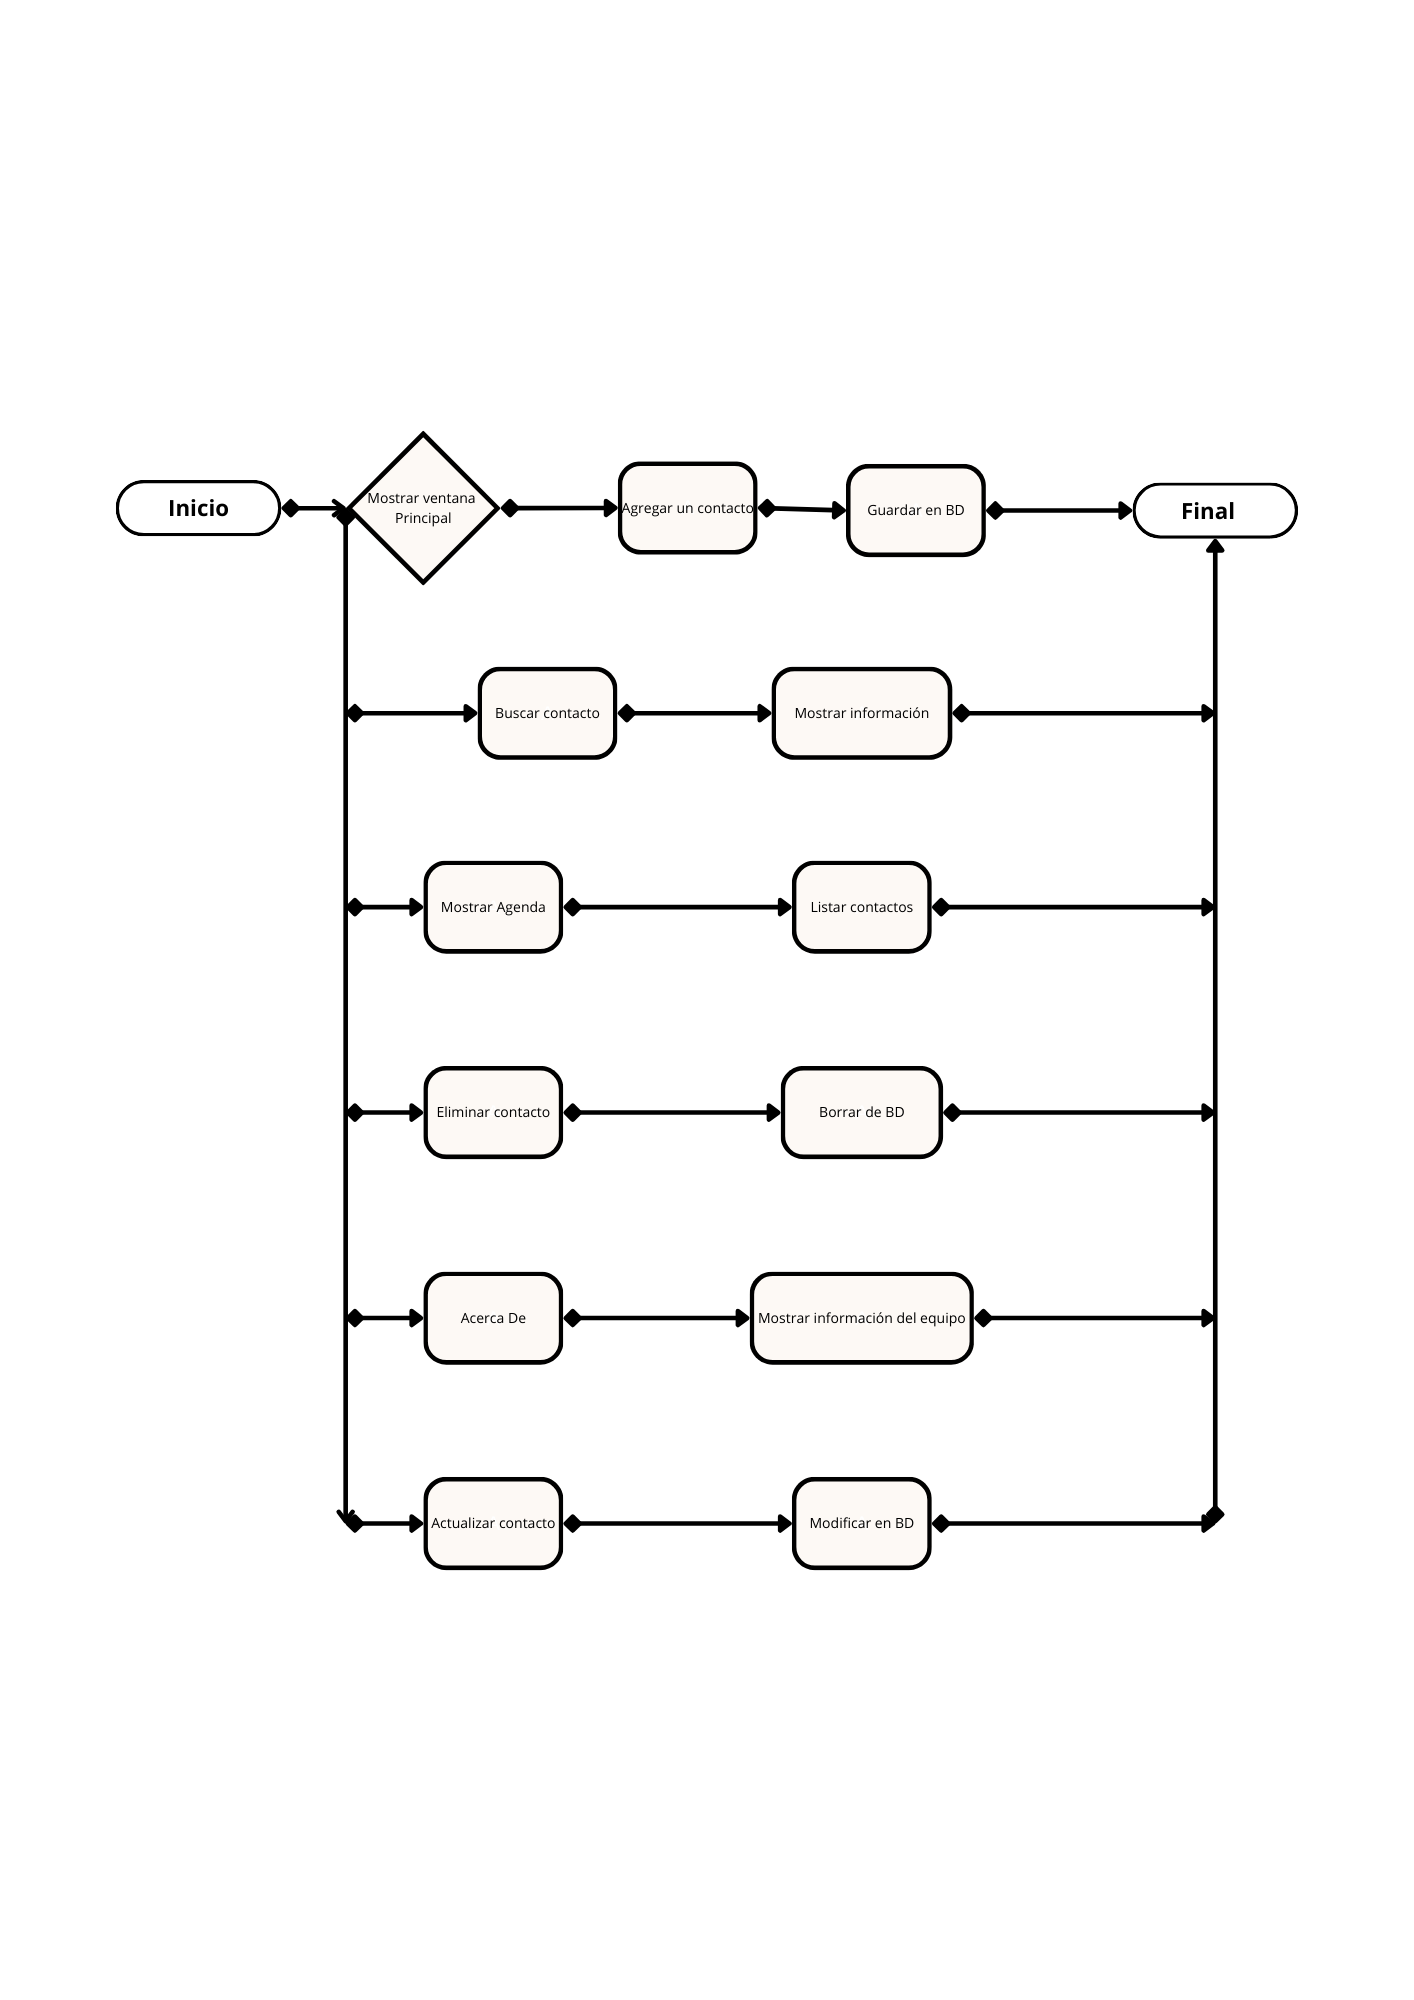 Inicio
Mostrar ventana
Principal
Agregar un contacto
Guardar en BD
Final
Buscar contacto
Mostrar información
Mostrar Agenda
Listar contactos
Eliminar contacto
Borrar de BD
Acerca De
Mostrar información del equipo
Actualizar contacto
Modificar en BD